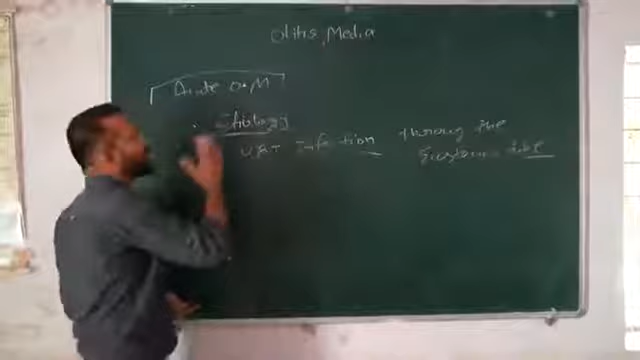 Otitis, Media
Acute O.M
Etiology
URT Infection through the
Eustachian tube